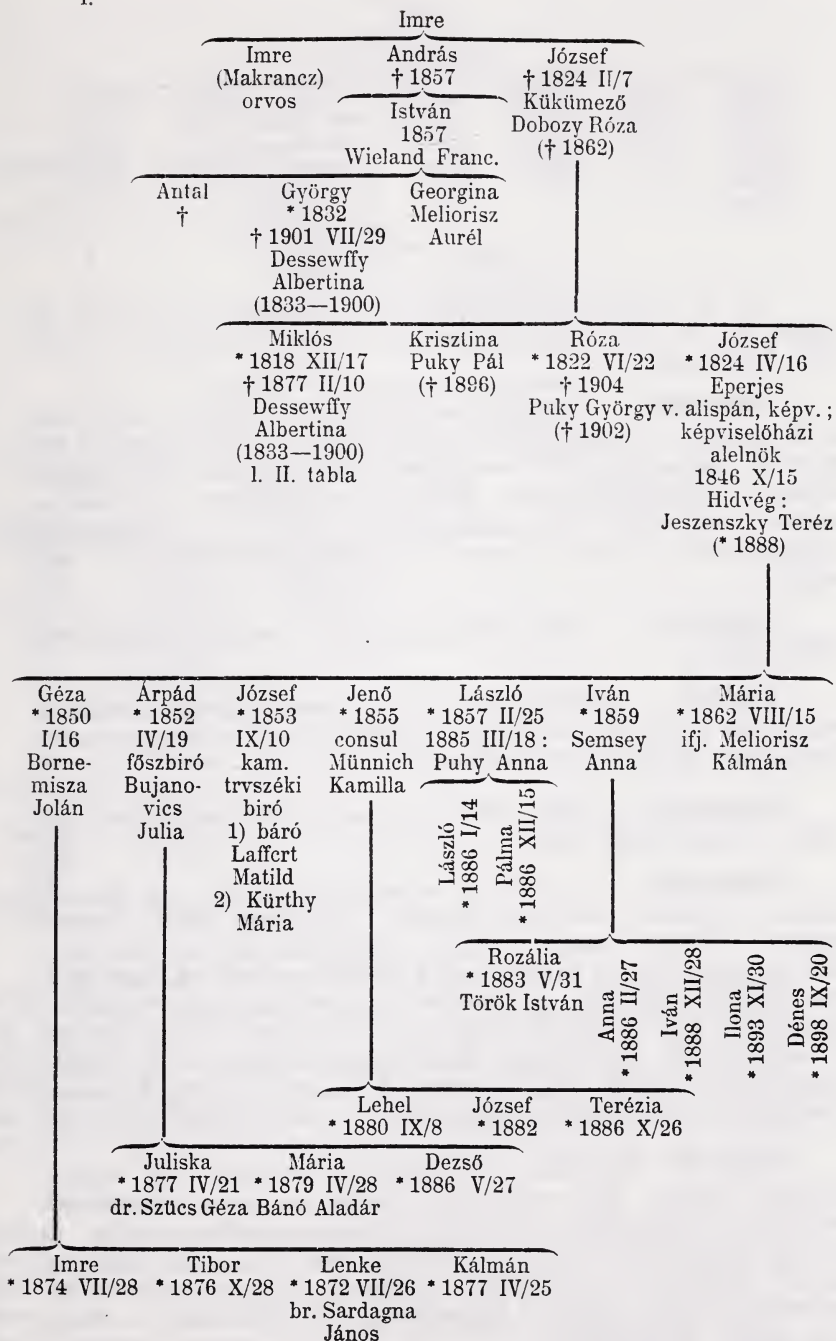 I.
Imre
Imre
(Makrancz)
orvos
András
† 1857
József
† 1824 II/7
Kükümező
Dobozy Róza
(† 1862)
István
1857
Wieland Franc.
Antal
†
György
* 1832
† 1901 VII/29
Dessewffy
Albertina
(1833—1900)
Georgina
Meliorisz
Aurél
Miklós
* 1818 XII/17
† 1877 II/10
Dessewffy
Albertina
(1833—1900)
l. II. tábla
Krisztina
Puky Pál
(† 1896)
Róza
* 1822 VI/22
† 1904
Puky György
(† 1902)
József
* 1824 IV/16
Eperjes
v. alispán, képv. ;
képviselőházi
alelnök
1846 X/15
Hidvég :
Jeszenszky Teréz
(* 1888)
Géza
* 1850
I/16
Borne-
misza
Jolán
Árpád
* 1852
IV/19
főszbiró
Bujano-
vics
Julia
József
* 1853
IX/10
kam.
trvszéki
biró
1) báró
Laffert
Matild
2) Kürthy
Mária
Jenő
* 1855
consul
Münnich
Kamilla
László
* 1857 II/25
1885 III/18 :
Puhy Anna
Iván
* 1859
Semsey
Anna
Mária
* 1862 VIII/15
ifj. Meliorisz
Kálmán
László
* 1886 I/14
Pálma
* 1886 XII/15
Rozália
* 1883 V/31
Török István
Anna
* 1886 II/27
Iván
* 1888 XII/28
Ilona
* 1893 XI/30
Dénes
* 1898 IX/20
Lehel
* 1880 IX/8
József
* 1882
Terézia
* 1886 X/26
Juliska
* 1877 IV/21
dr. Szücs Géza
Mária
* 1879 IV/28
Bánó Aladár
Dezső
* 1886 V/27
Imre
* 1874 VII/28
Tibor
* 1876 X/28
Lenke
* 1872 VII/26
br. Sardagna
János
Kálmán
* 1877 IV/25